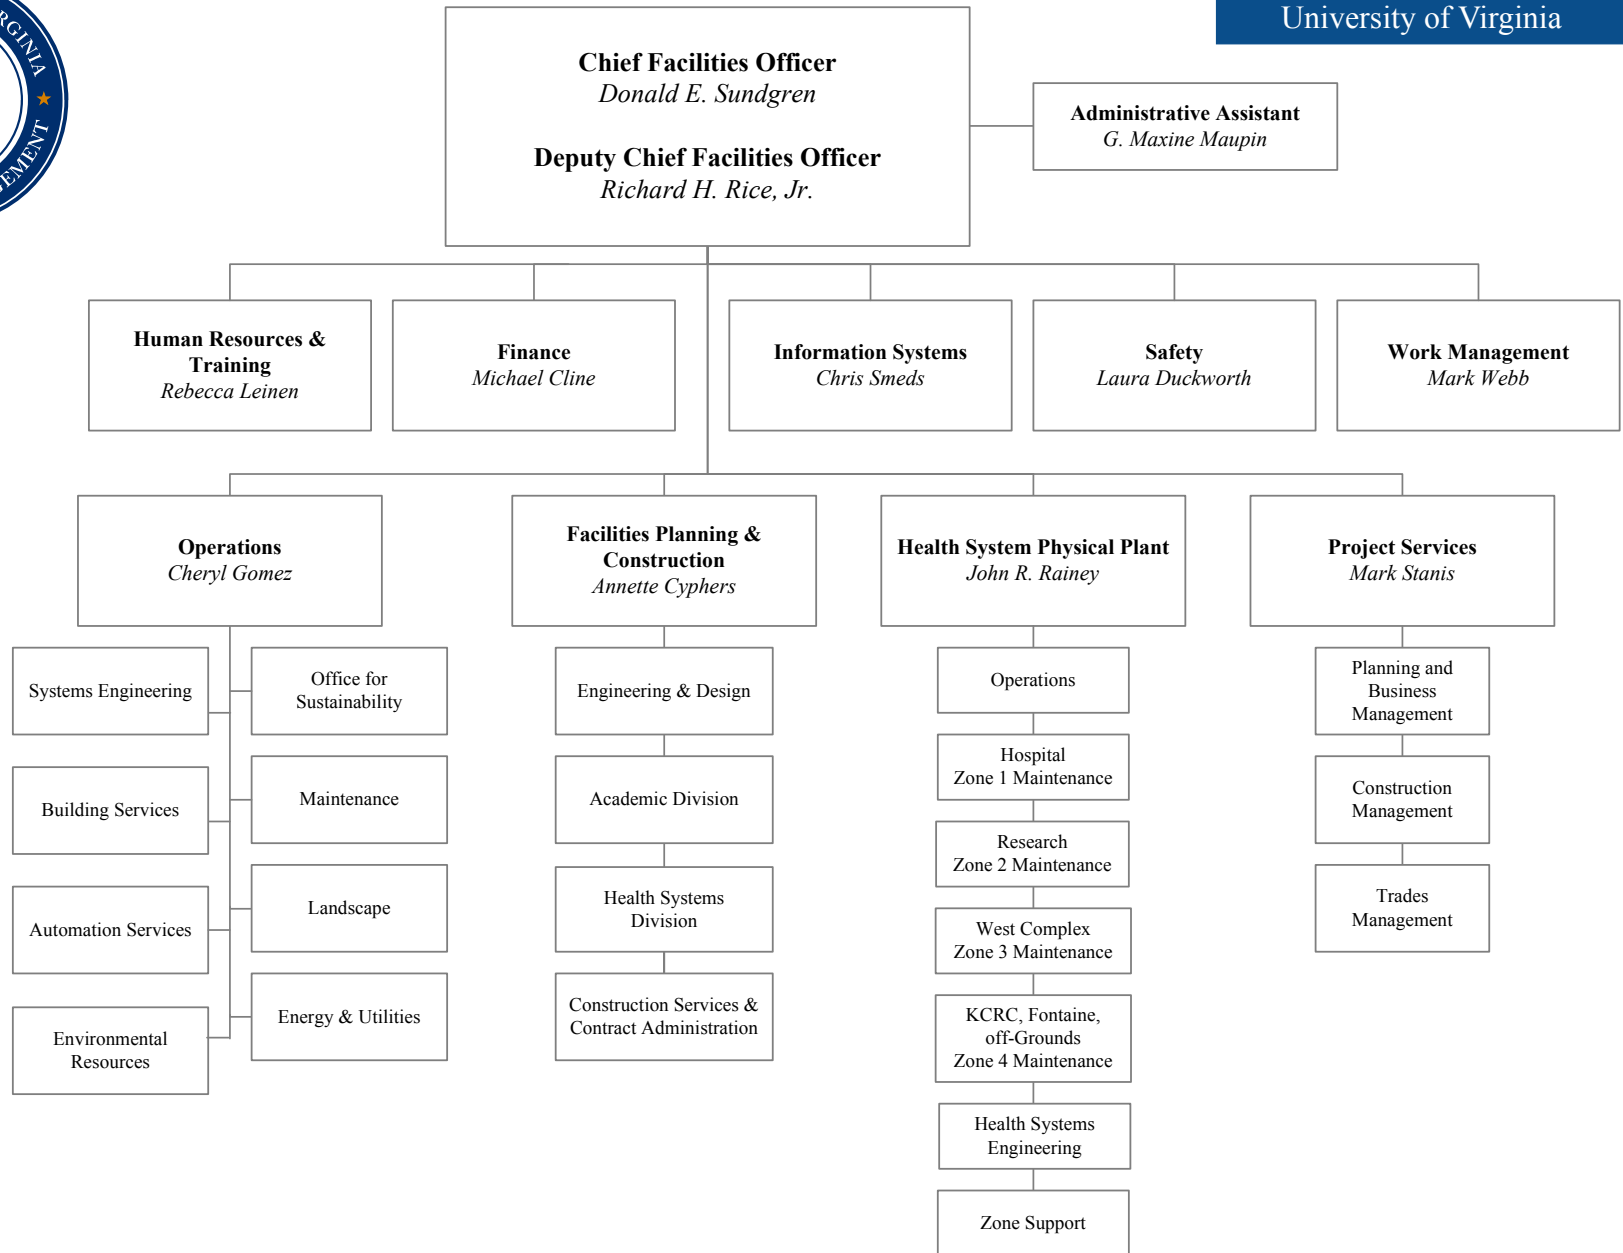 University of Virginia
Chief Facilities Officer
Donald E. Sundgren
Deputy Chief Facilities Officer
Richard H. Rice, Jr.
Administrative Assistant
G. Maxine Maupin
Human Resources &
Training
Rebecca Leinen
Finance
Michael Cline
Information Systems
Chris Smeds
Safety
Laura Duckworth
Work Management
Mark Webb
Operations
Cheryl Gomez
Facilities Planning &
Construction
Annette Cyphers
Health System Physical Plant
John R. Rainey
Project Services
Mark Stanis
Systems Engineering
Office for
Sustainability
Building Services
Maintenance
Automation Services
Landscape
Environmental
Resources
Energy & Utilities
Engineering & Design
Academic Division
Health Systems
Division
Construction Services &
Contract Administration
Operations
Hospital
Zone 1 Maintenance
Research
Zone 2 Maintenance
West Complex
Zone 3 Maintenance
KCRC, Fontaine,
off-Grounds
Zone 4 Maintenance
Health Systems
Engineering
Zone Support
Planning and
Business
Management
Construction
Management
Trades
Management